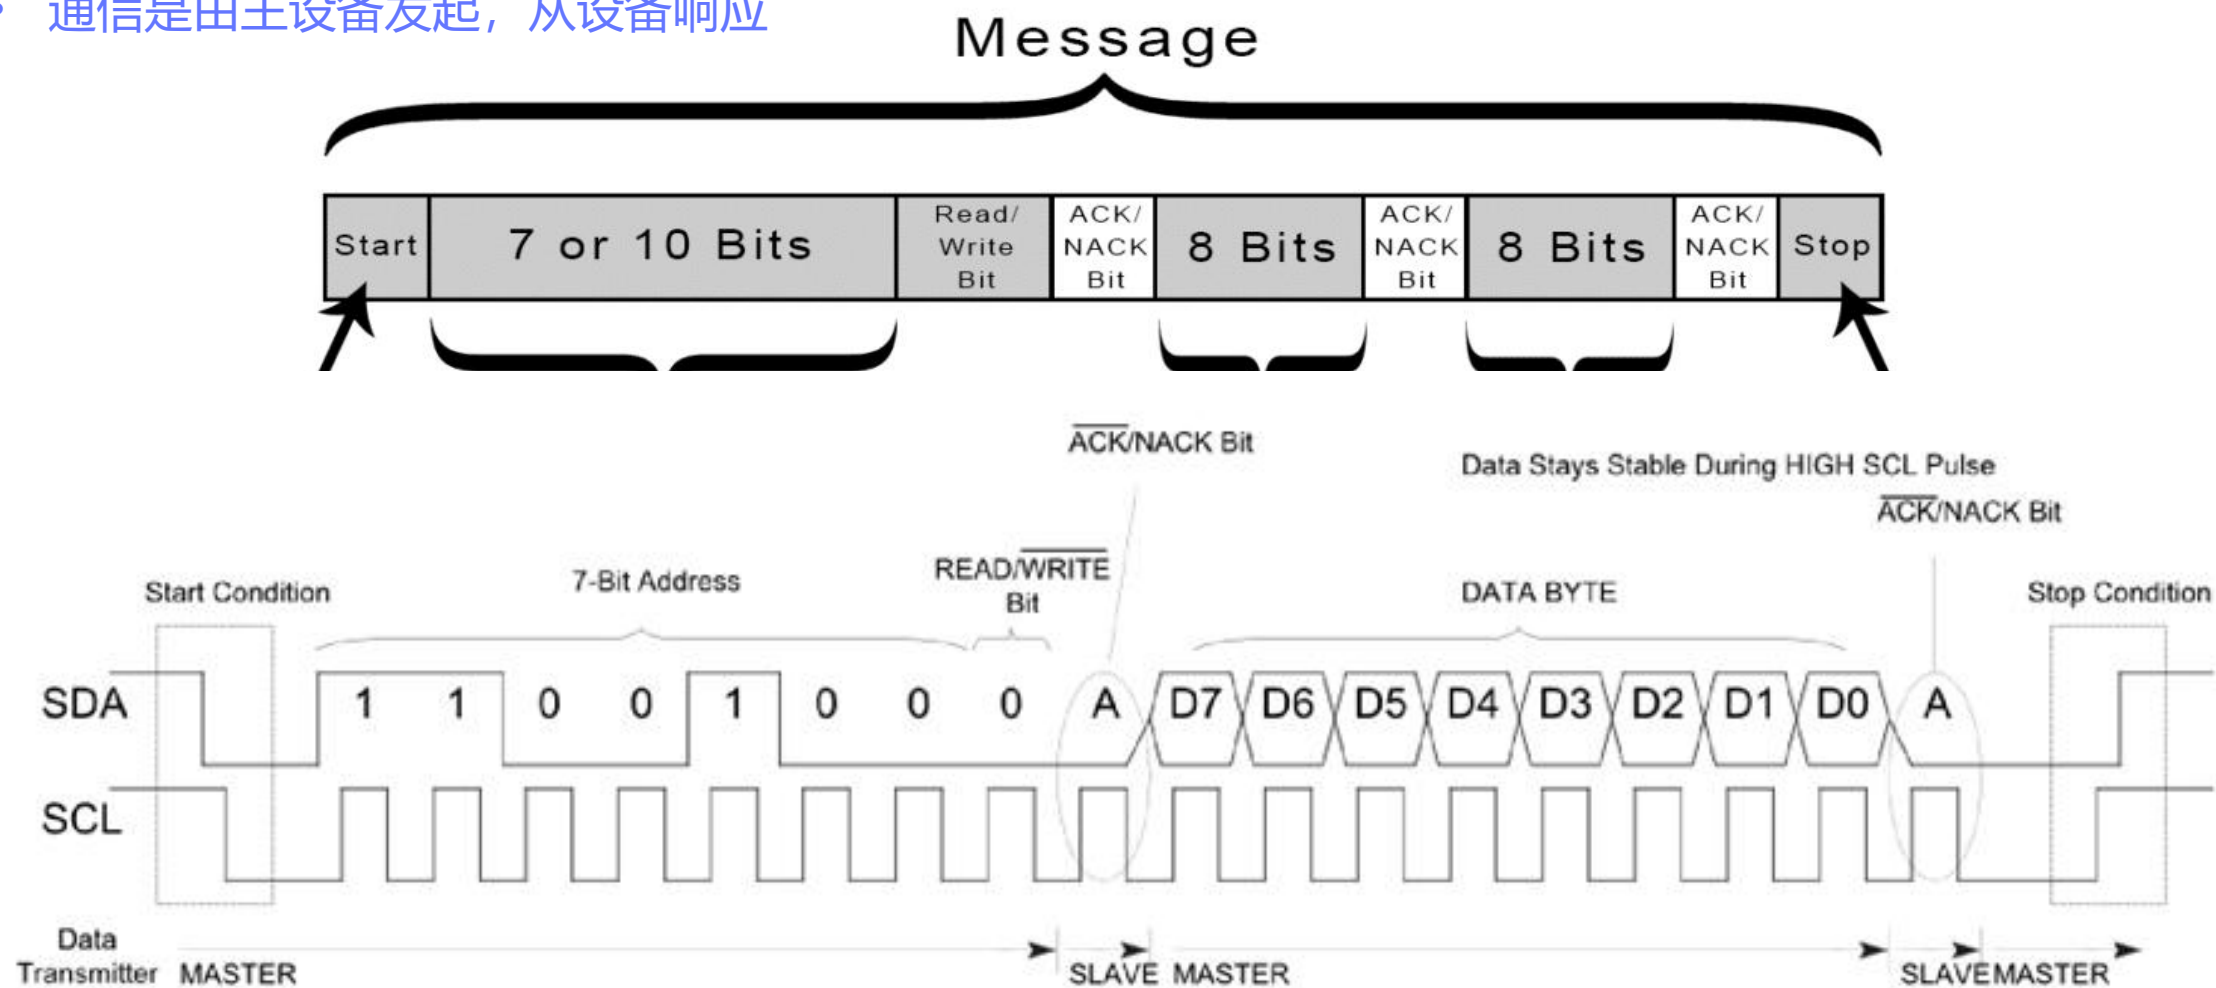 通信是由主设备发起，从设备响应
Message
Start
7 or 10 Bits
Read/
Write
Bit
ACK/
NACK
Bit
8 Bits
ACK/
NACK
Bit
8 Bits
ACK/
NACK
Bit
Stop
ACK/NACK Bit
Data Stays Stable During HIGH SCL Pulse
ACK/NACK Bit
Start Condition
7-Bit Address
READ/WRITE
Bit
DATA BYTE
Stop Condition
SDA 1 1 0 0 1 0 0 0 A D7 D6 D5 D4 D3 D2 D1 D0 A
SCL
Data
Transmitter MASTER SLAVE MASTER SLAVE MASTER